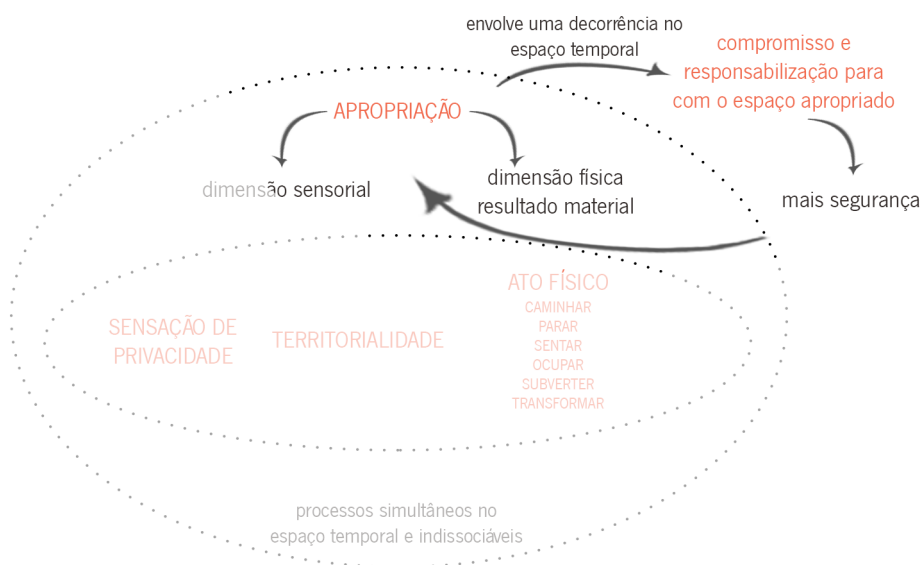 envolve uma decorrência no
espaço temporal
compromisso e
responsabilização para
com o espaço apropriado
APROPRIAÇÃO
dimensão sensorial
dimensão física
resultado material
mais segurança
SENSAÇÃO DE
PRIVACIDADE
TERRITORIALIDADE
ATO FÍSICO
CAMINHAR
PARAR
SENTAR
OCUPAR
SUBVERTER
TRANSFORMAR
processos simultâneos no
espaço temporal e indissociáveis